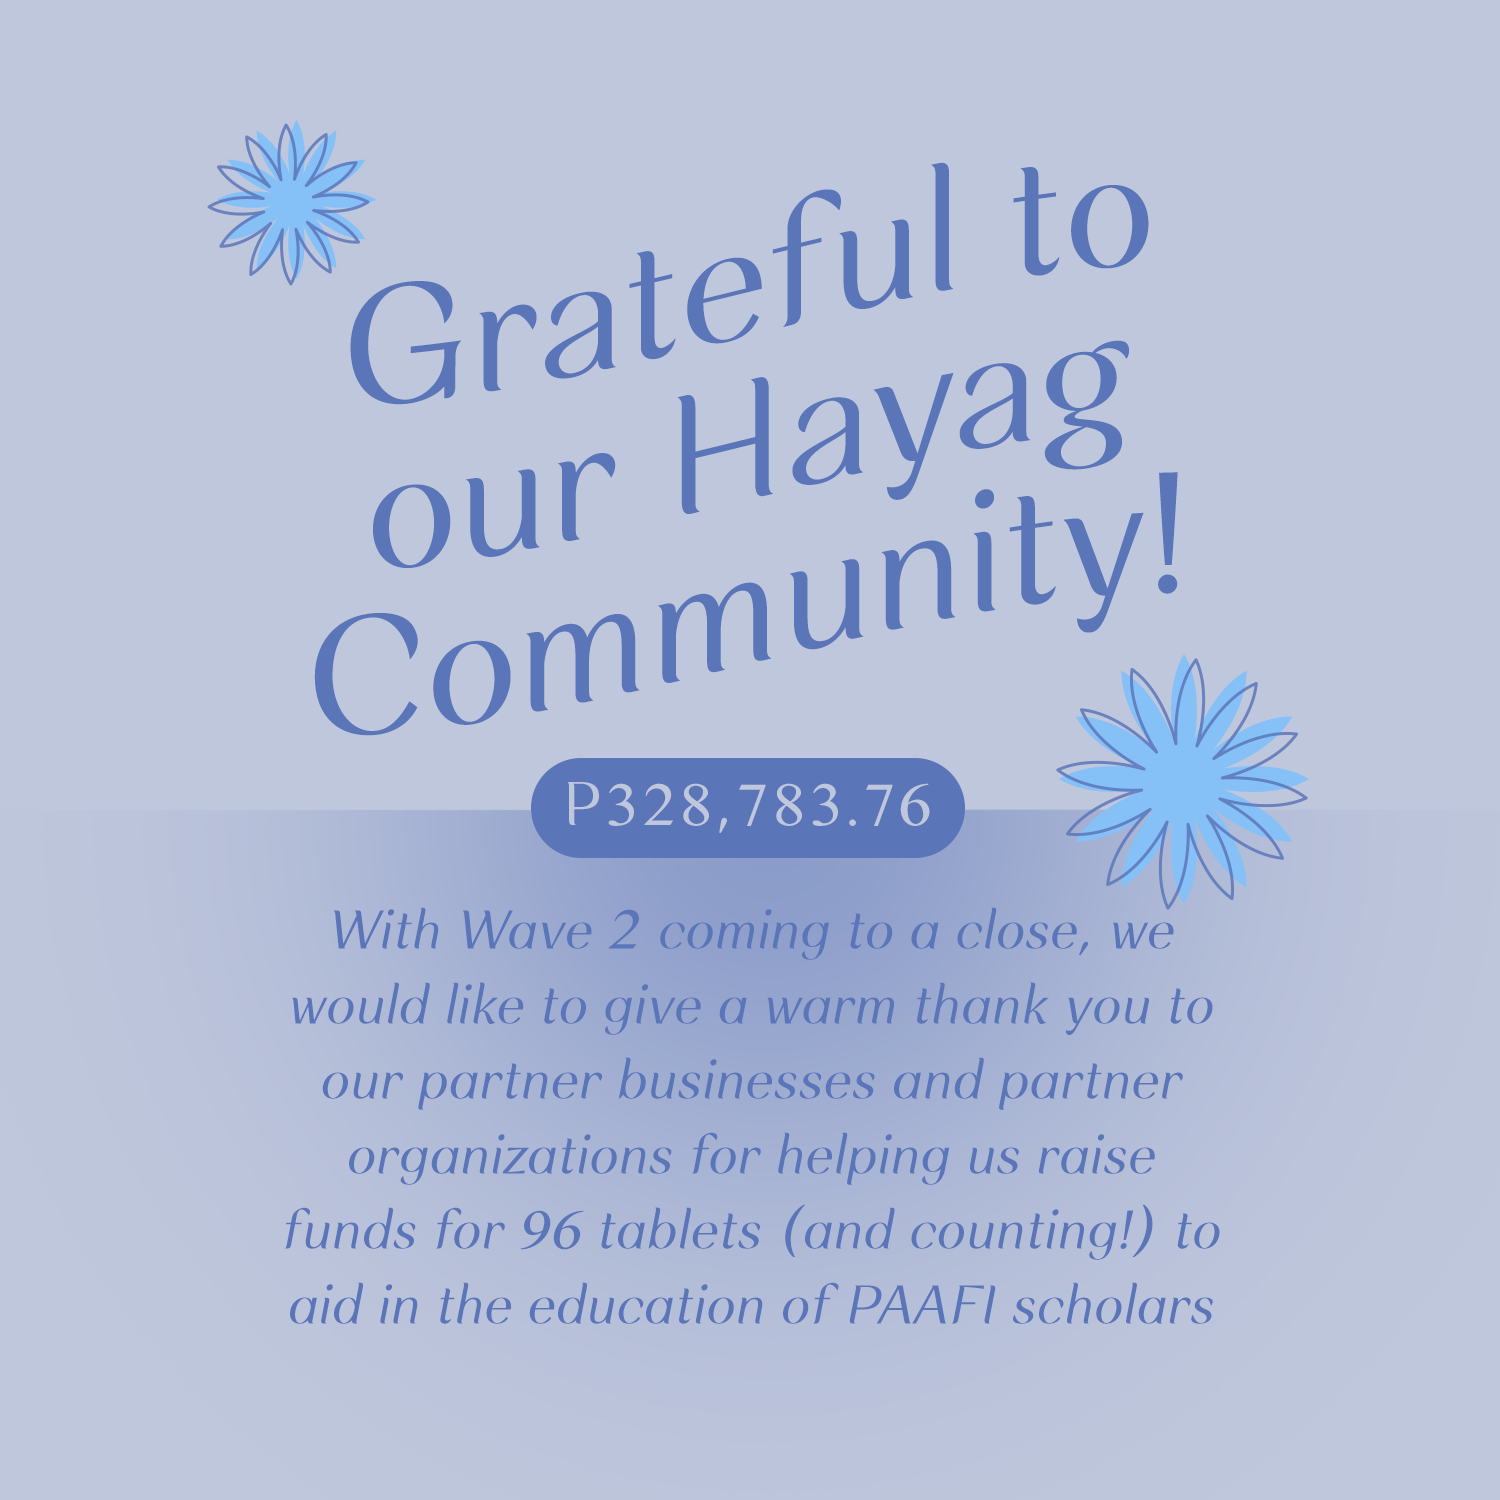 Grateful to
our Hayag
Community!
P328,783.76
With Wave 2 coming to a close, we
would like to give a warm thank you to
our partner businesses and partner
organizations for helping us raise
funds for 96 tablets (and counting!) to
aid in the education of PAAFI scholars